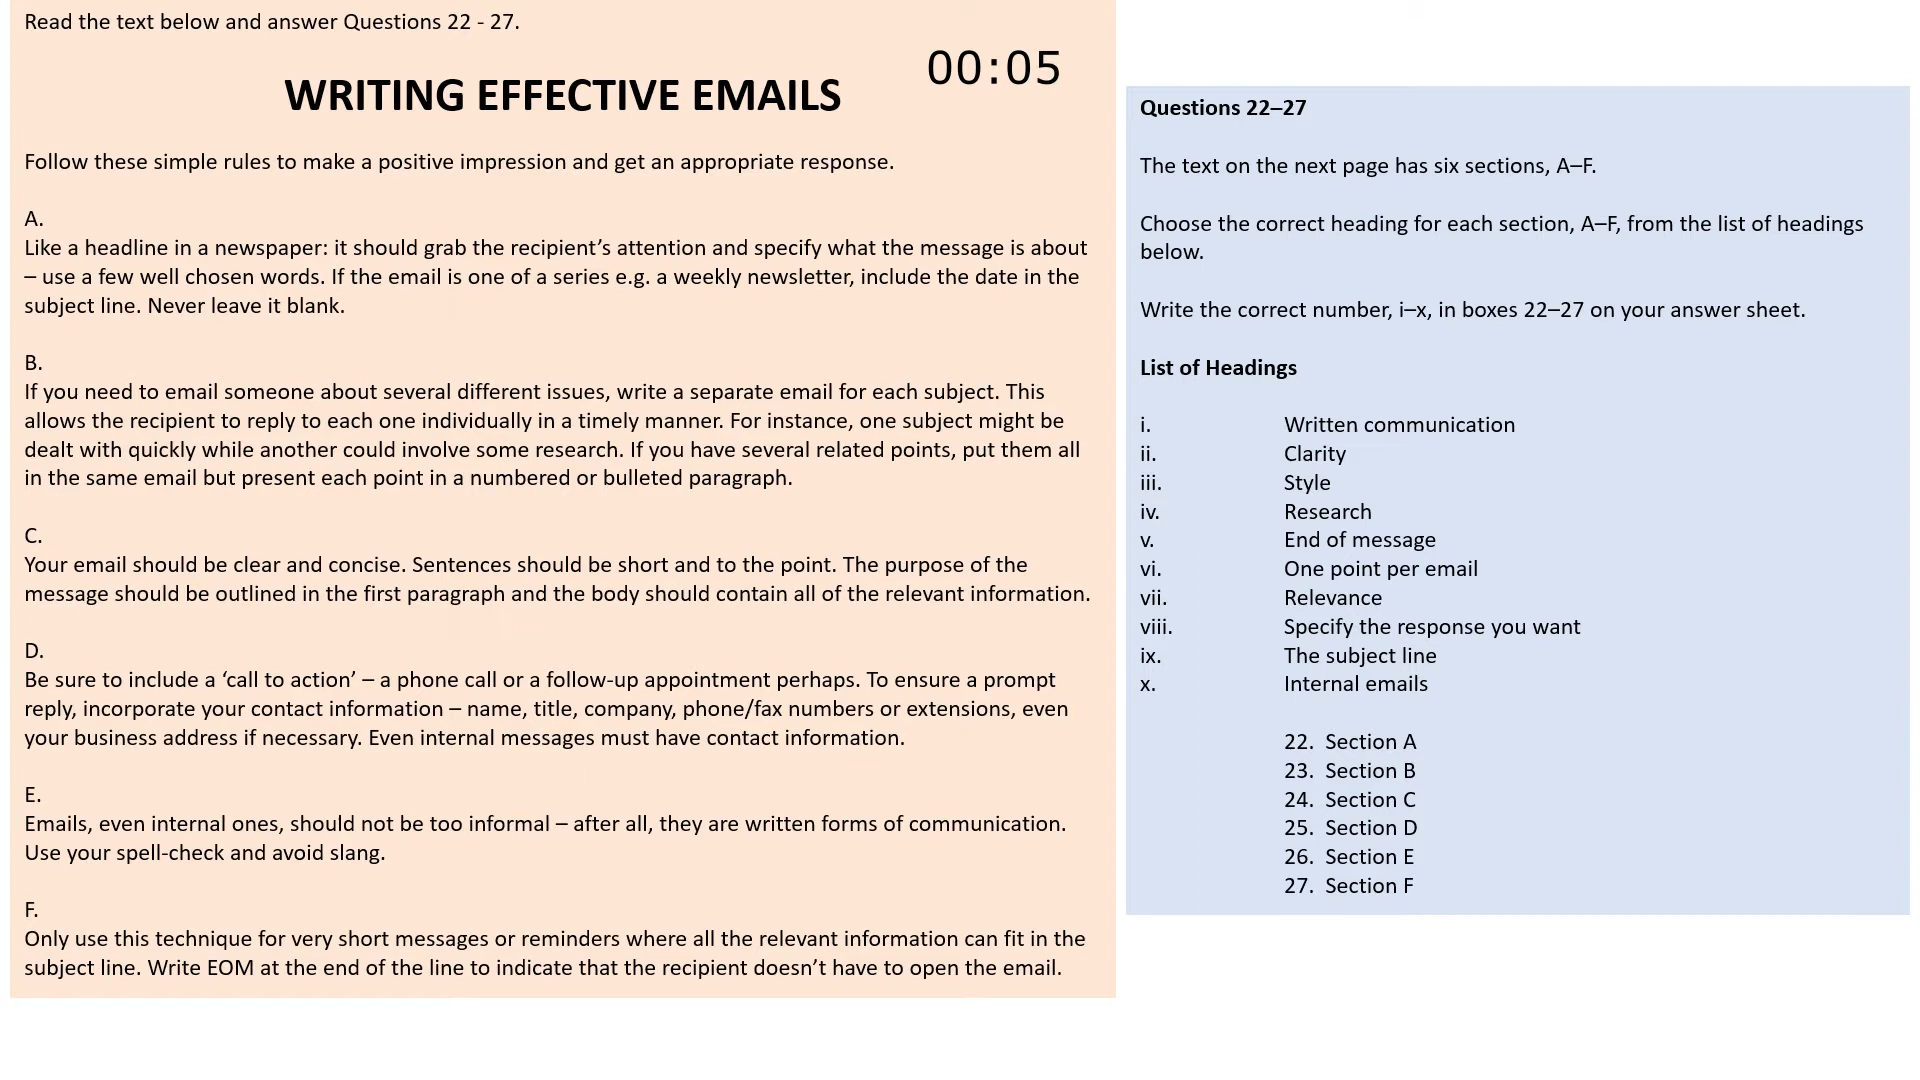 Read the text below and answer Questions 22 - 27.
00:05
WRITING EFFECTIVE EMAILS
Follow these simple rules to make a positive impression and get an appropriate response.
A.
Like a headline in a newspaper: it should grab the recipient’s attention and specify what the message is about
– use a few well chosen words. If the email is one of a series e.g. a weekly newsletter, include the date in the
subject line. Never leave it blank.
B.
If you need to email someone about several different issues, write a separate email for each subject. This
allows the recipient to reply to each one individually in a timely manner. For instance, one subject might be
dealt with quickly while another could involve some research. If you have several related points, put them all
in the same email but present each point in a numbered or bulleted paragraph.
C.
Your email should be clear and concise. Sentences should be short and to the point. The purpose of the
message should be outlined in the first paragraph and the body should contain all of the relevant information.
D.
Be sure to include a ‘call to action’ – a phone call or a follow-up appointment perhaps. To ensure a prompt
reply, incorporate your contact information – name, title, company, phone/fax numbers or extensions, even
your business address if necessary. Even internal messages must have contact information.
E.
Emails, even internal ones, should not be too informal – after all, they are written forms of communication.
Use your spell-check and avoid slang.
F.
Only use this technique for very short messages or reminders where all the relevant information can fit in the
subject line. Write EOM at the end of the line to indicate that the recipient doesn’t have to open the email.
Questions 22–27
The text on the next page has six sections, A–F.
Choose the correct heading for each section, A–F, from the list of headings
below.
Write the correct number, i–x, in boxes 22–27 on your answer sheet.
List of Headings
i. Written communication
ii. Clarity
iii. Style
iv. Research
v. End of message
vi. One point per email
vii. Relevance
viii. Specify the response you want
ix. The subject line
x. Internal emails
22. Section A
23. Section B
24. Section C
25. Section D
26. Section E
27. Section F